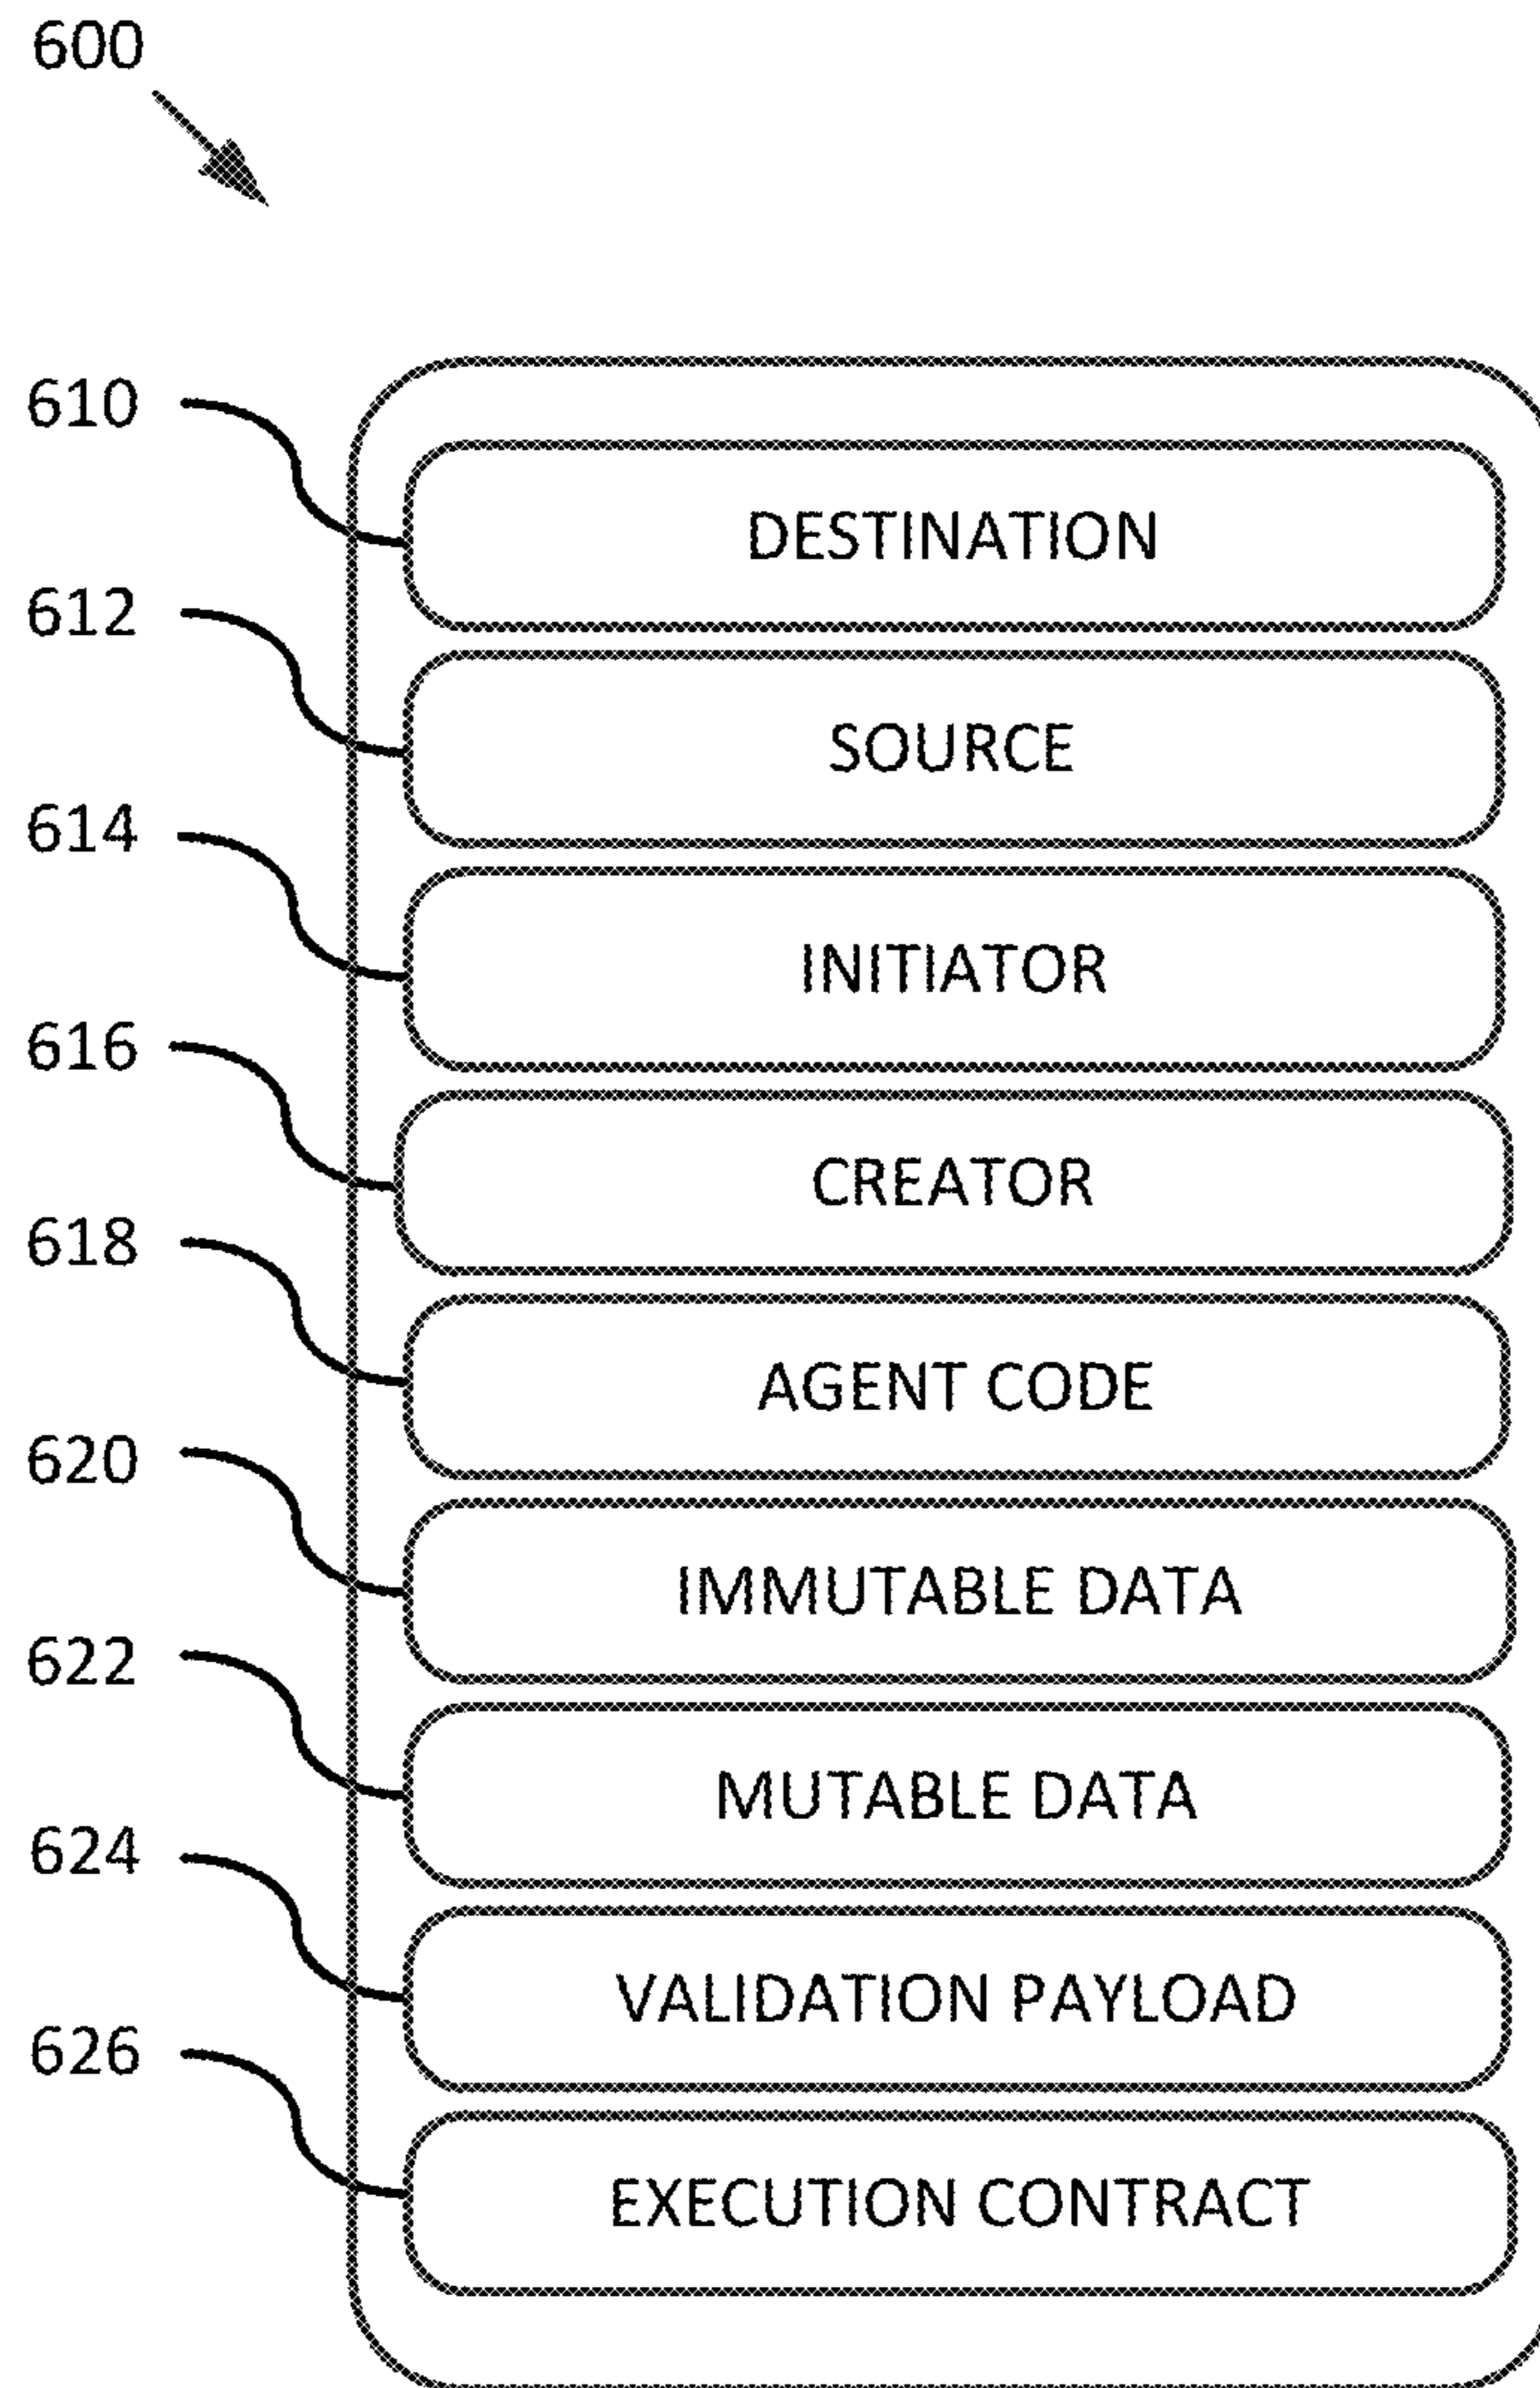 600
610
DESTINATION
612
SOURCE
614
INITIATOR
616
CREATOR
618
AGENT CODE
620
IMMUTABLE DATA
622
MUTABLE DATA
624
VALIDATION PAYLOAD
626
EXECUTION CONTRACT